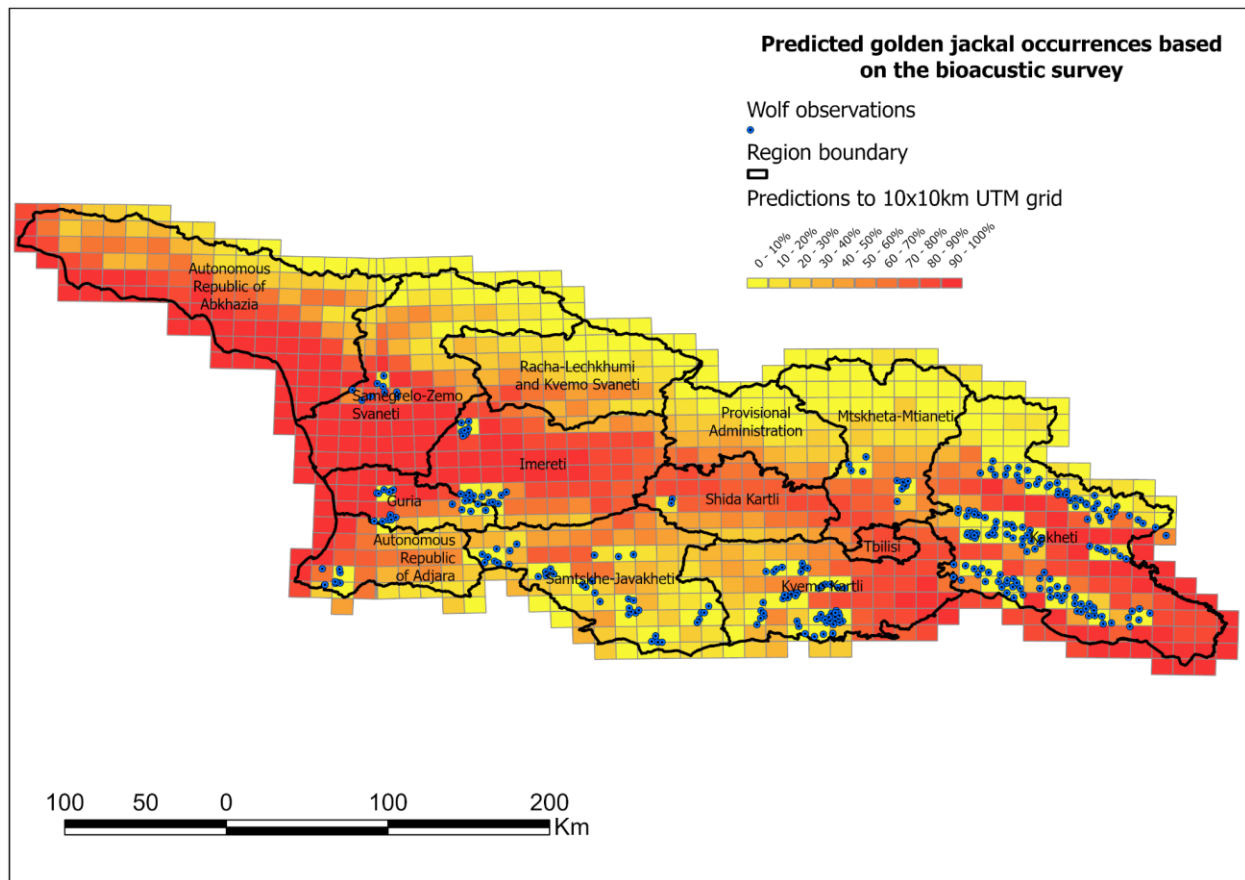 Predicted golden jackal occurrences based
on the bioacustic survey
Wolf observations
Region boundary
Predictions to 10x10km UTM grid
0 - 10%
10 - 20%
20 - 30%
30 - 40%
40 - 50%
50 - 60%
60 - 70%
70 - 80%
80 - 90%
90 - 100%
Autonomous
Republic of
Abkhazia
Racha-Lechkhumi
and Kvemo Svaneti
Samegrelo-Zemo
Svaneti
Provisional
Administration
Mtskheta-Mtianeti
Imereti
Guria
Shida Kartli
Autonomous
Republic
of Adjara
Tbilisi
Kakheti
Samtskhe-Javakheti
Kvemo Kartli
100 50 0 100 200
Km